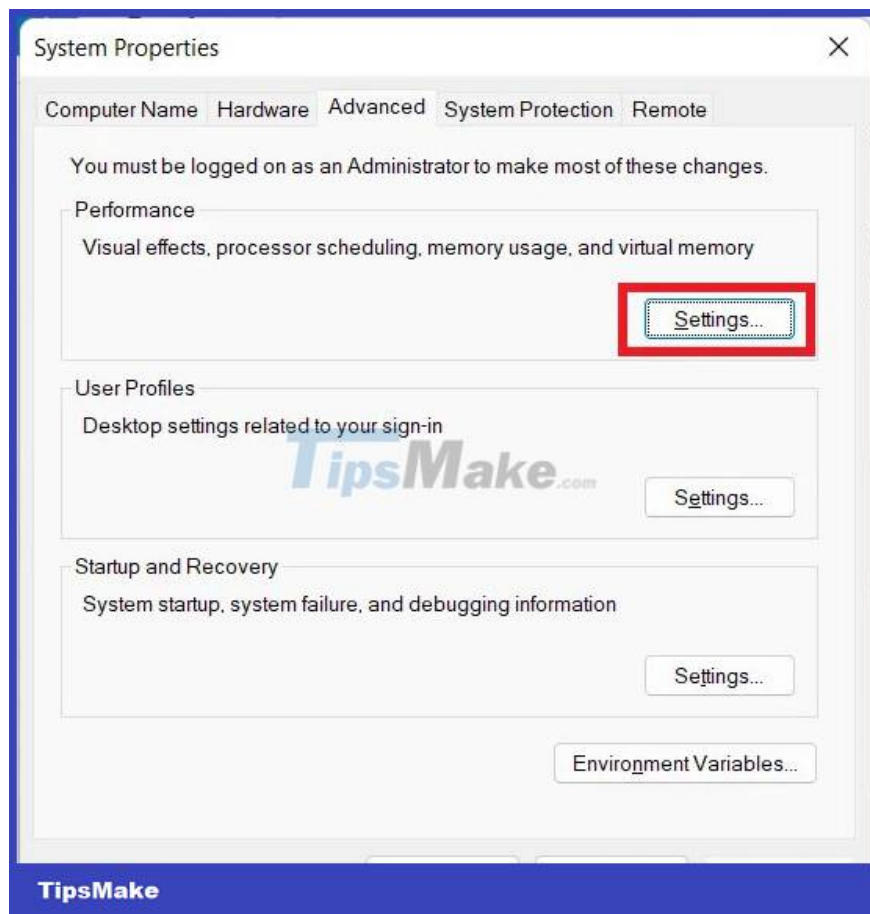 System Properties
Computer Name Hardware Advanced System Protection Remote
You must be logged on as an Administrator to make most of these changes.
Performance
Visual effects, processor scheduling, memory usage, and virtual memory
Settings...
User Profiles
Desktop settings related to your sign-in
TipsMake.com
Settings...
Startup and Recovery
System startup, system failure, and debugging information
Settings...
Environment Variables...
TipsMake